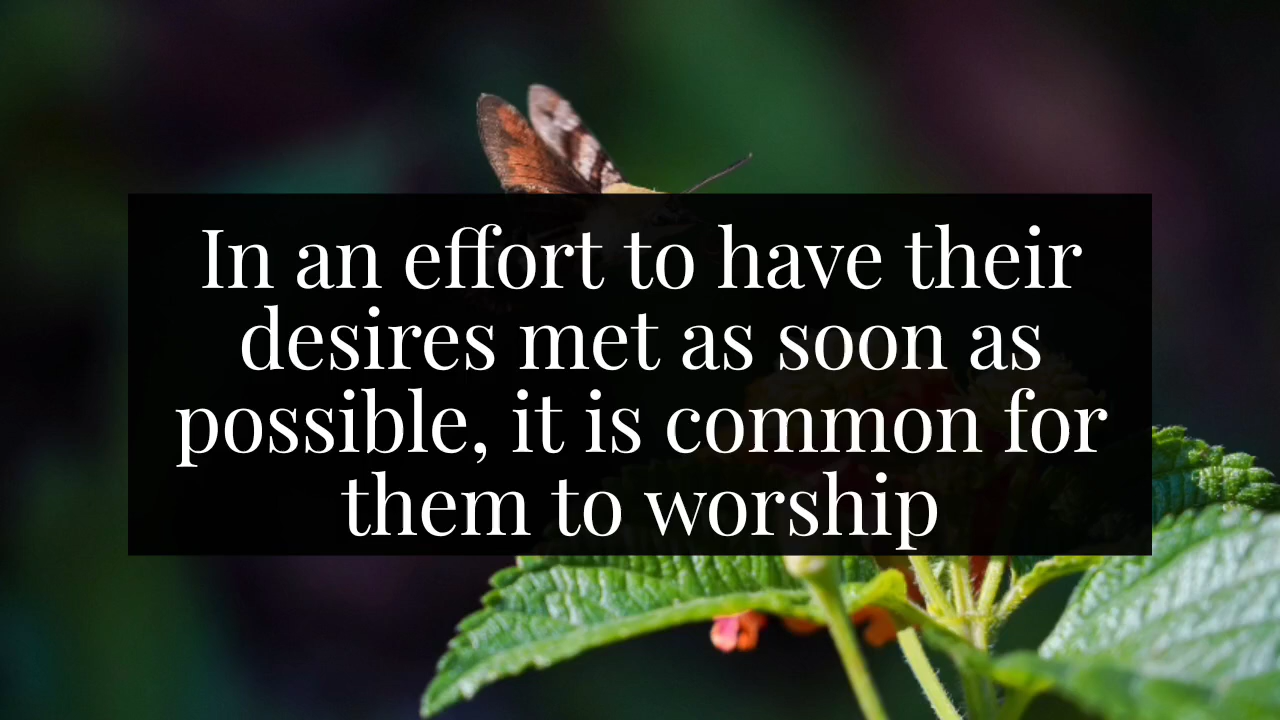 In an effort to have their
desires met as soon as
possible, it is common for
them to worship